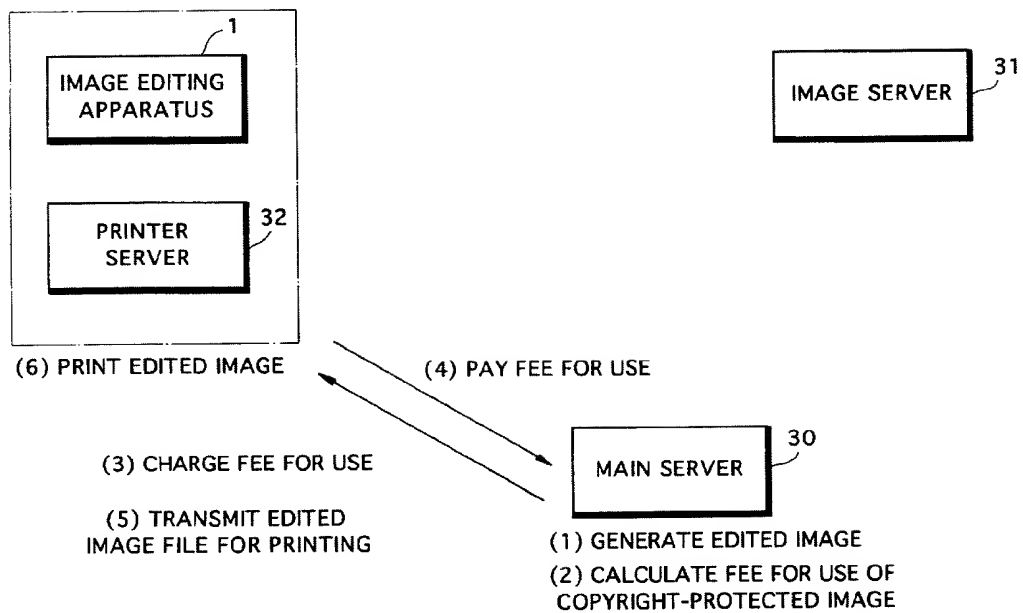 1
IMAGE EDITING
APPARATUS
IMAGE SERVER
31
PRINTER
SERVER
32
(6) PRINT EDITED IMAGE
(4) PAY FEE FOR USE
(3) CHARGE FEE FOR USE
MAIN SERVER
30
(5) TRANSMIT EDITED
IMAGE FILE FOR PRINTING
(1) GENERATE EDITED IMAGE
(2) CALCULATE FEE FOR USE OF
COPYRIGHT-PROTECTED IMAGE